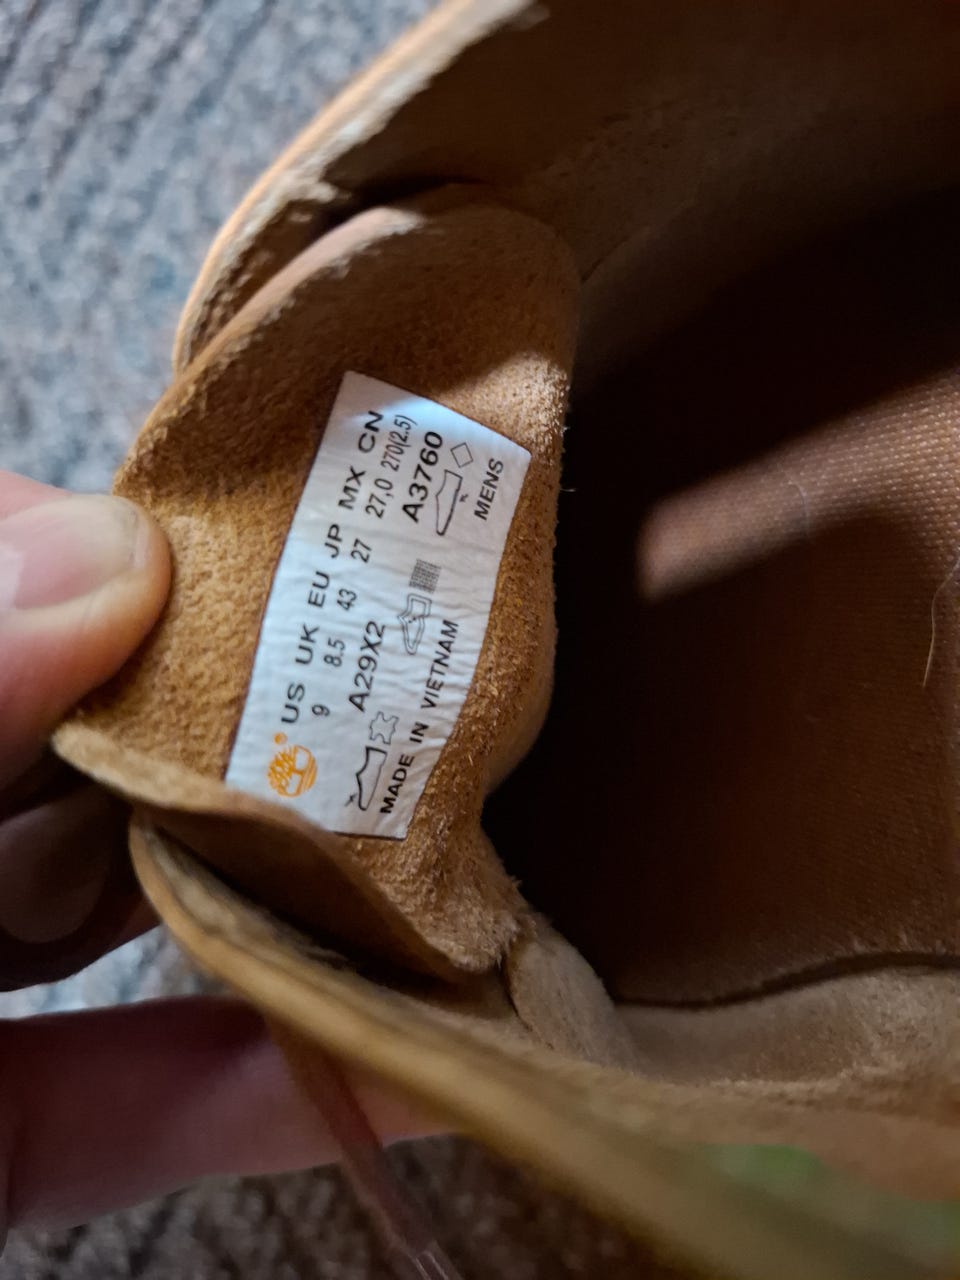 US UK EU JP MX CN
9 8.5 43 27 27,0 270(2.5)
A29X2 A3760
MENS
MADE IN VIETNAM